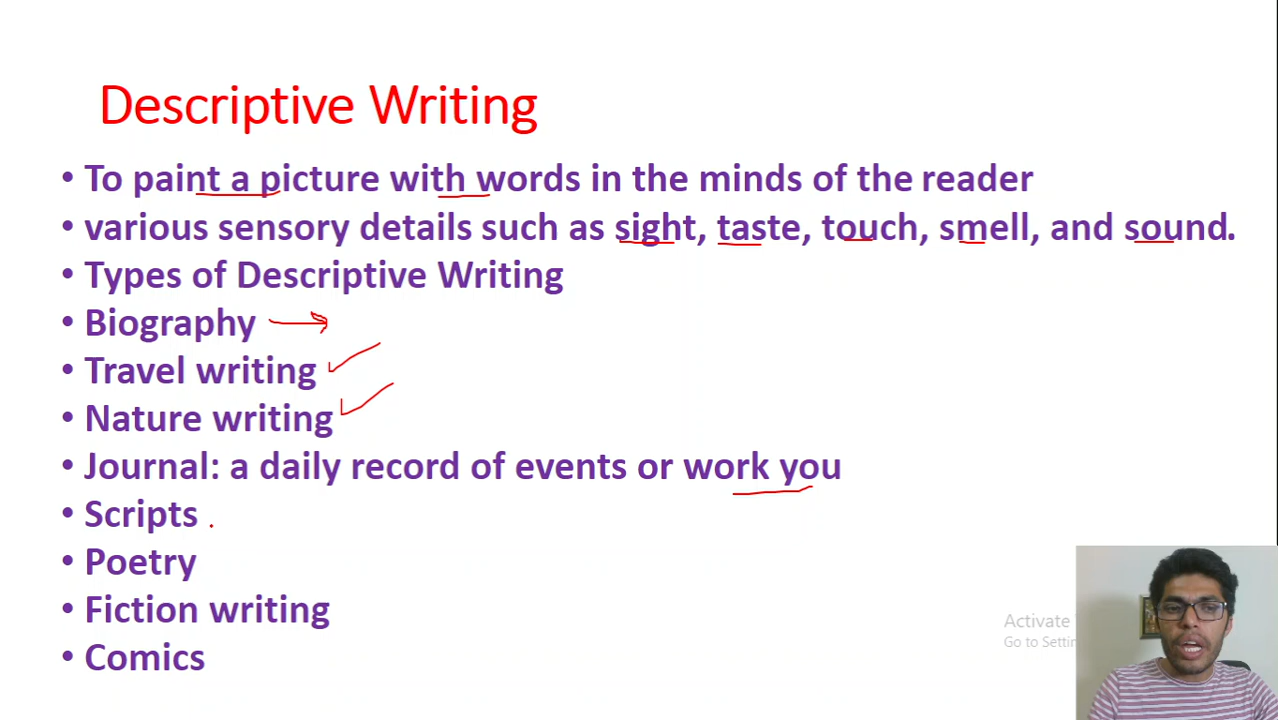 Descriptive Writing
• To paint a picture with words in the minds of the reader
• various sensory details such as sight, taste, touch, smell, and sound.
• Types of Descriptive Writing
• Biography
• Travel writing
• Nature writing
• Journal: a daily record of events or work you
• Scripts
• Poetry
• Fiction writing
• Comics
Activate
Go to Settin